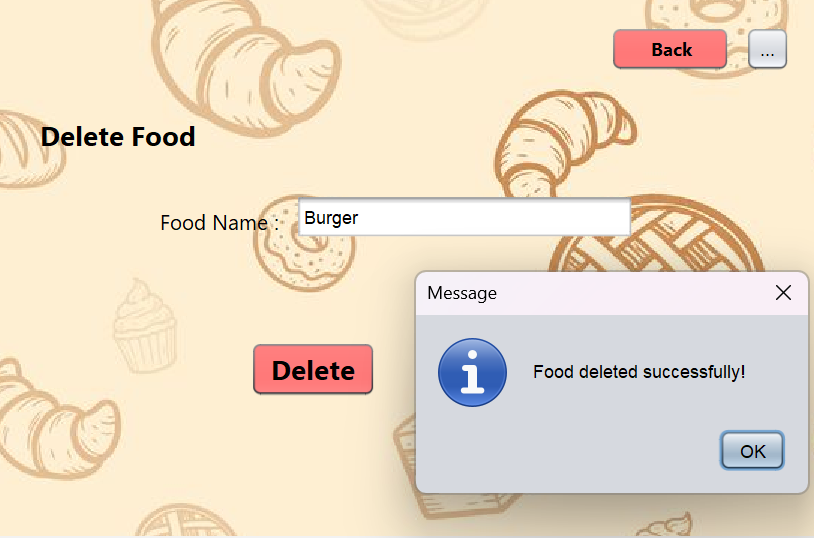 Back
...
Delete Food
Food Name :
Burger
Message
Food deleted successfully!
Delete
OK